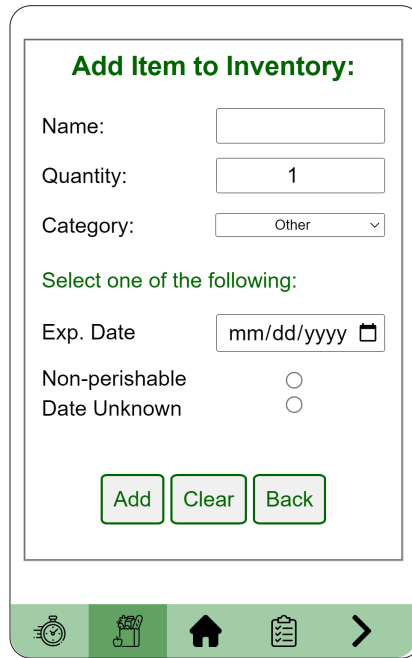 Add Item to Inventory:
Name:
Quantity: 1
Category: Other
Select one of the following:
Exp. Date mm/dd/yyyy
Non-perishable
Date Unknown
Add Clear Back